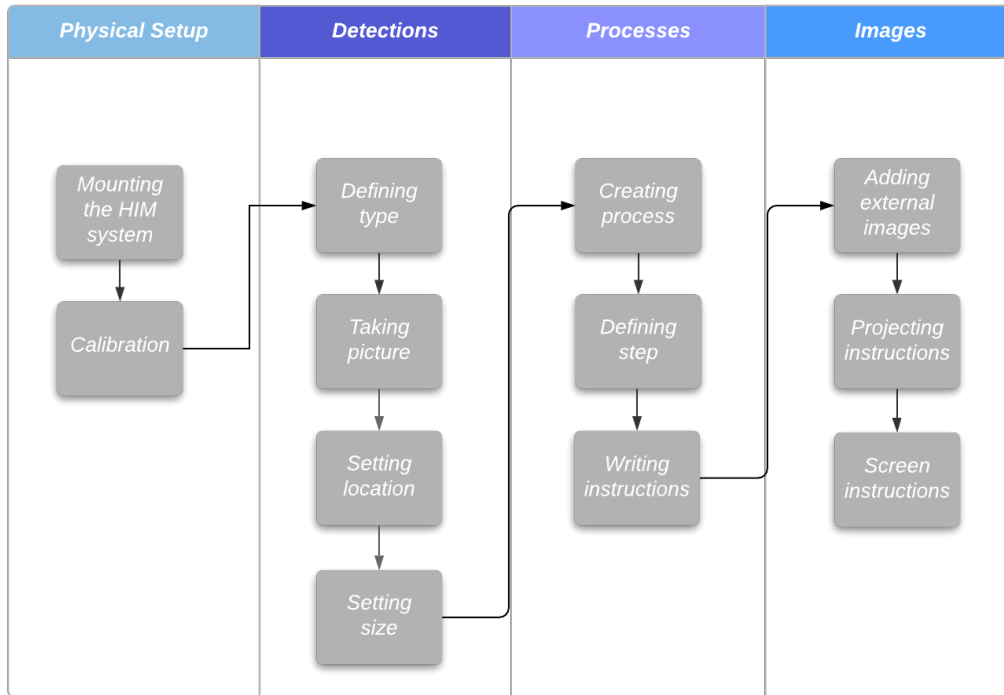 Physical Setup
Detections
Processes
Images
Mounting
the HIM
system
Calibration
Defining
type
Taking
picture
Setting
location
Setting
size
Creating
process
Defining
step
Writing
instructions
Adding
external
images
Projecting
instructions
Screen
instructions